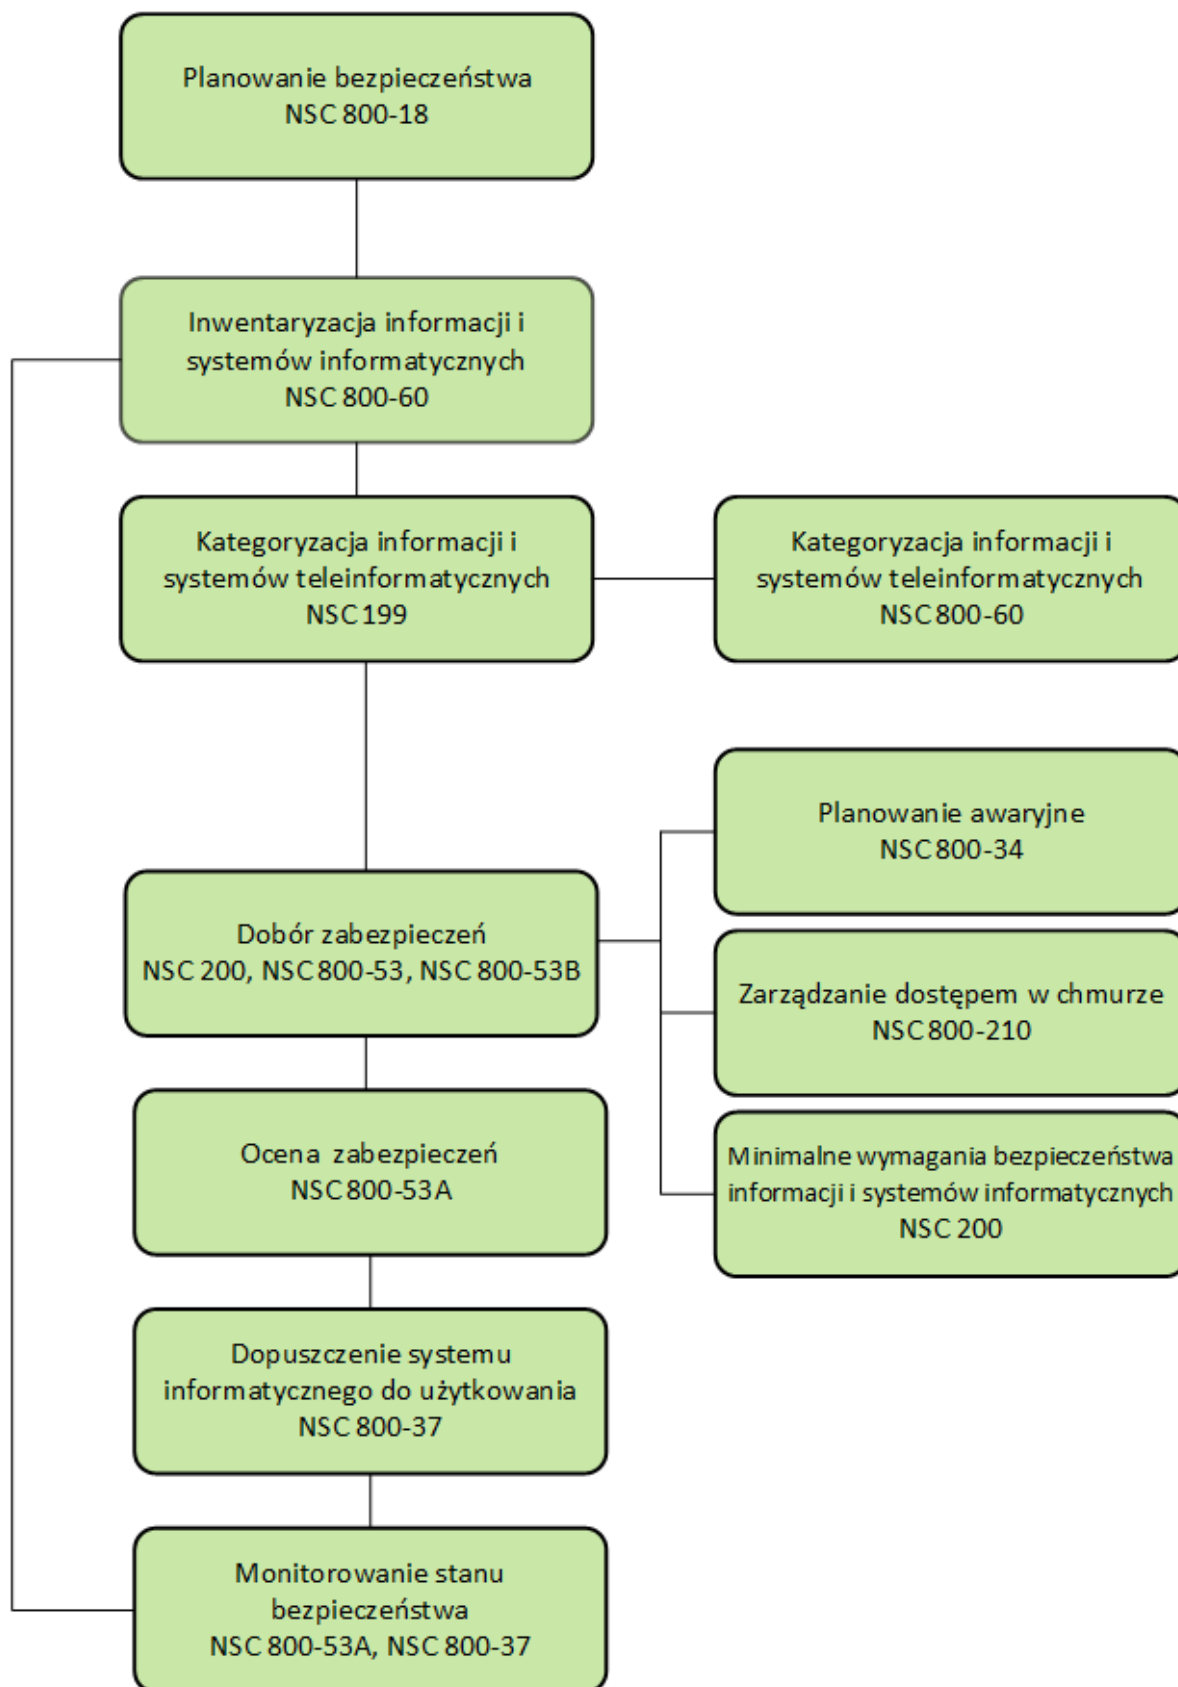 Planowanie bezpieczeństwa
NSC 800-18
Inwentaryzacja informacji i
systemów informatycznych
NSC 800-60
Kategoryzacja informacji i
systemów teleinformatycznych
NSC 199
Kategoryzacja informacji i
systemów teleinformatycznych
NSC 800-60
Planowanie awaryjne
NSC 800-34
Dobór zabezpieczeń
NSC 200, NSC 800-53, NSC 800-53B
Zarządzanie dostępem w chmurze
NSC 800-210
Minimalne wymagania bezpieczeństwa
informacji i systemów informatycznych
NSC 200
Ocena zabezpieczeń
NSC 800-53A
Dopuszczenie systemu
informatycznego do użytkowania
NSC 800-37
Monitorowanie stanu
bezpieczeństwa
NSC 800-53A, NSC 800-37